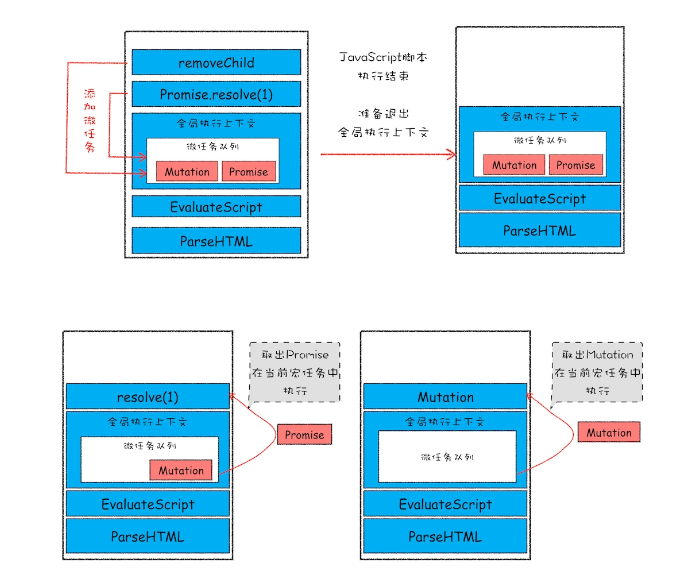 removeChild
Promise.resolve(1)
全局执行上下文
微任务队列
Mutation
Promise
EvaluateScript
ParseHTML
添加微任务
JavaScript脚本
执行结束
准备退出
全局执行上下文
全局执行上下文
微任务队列
Mutation
Promise
EvaluateScript
ParseHTML
resolve(1)
全局执行上下文
微任务队列
Mutation
EvaluateScript
ParseHTML
取出Promise
在当前宏任务中
执行
Promise
Mutation
全局执行上下文
微任务队列
EvaluateScript
ParseHTML
取出Mutation
在当前宏任务中
执行
Mutation